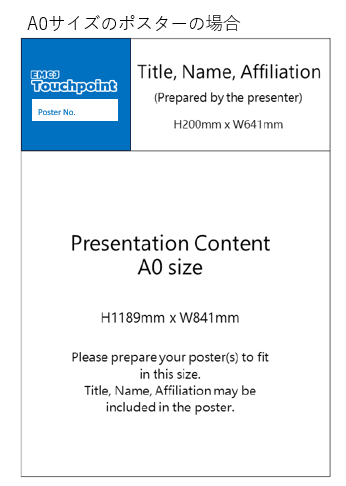 A0サイズのポスターの場合
EMCJ
Touchpoint
Poster No.
Title, Name, Affiliation
(Prepared by the presenter)
H200mm x W641mm
Presentation Content
A0 size
H1189mm x W841mm
Please prepare your poster(s) to fit
in this size.
Title, Name, Affiliation may be
included in the poster.